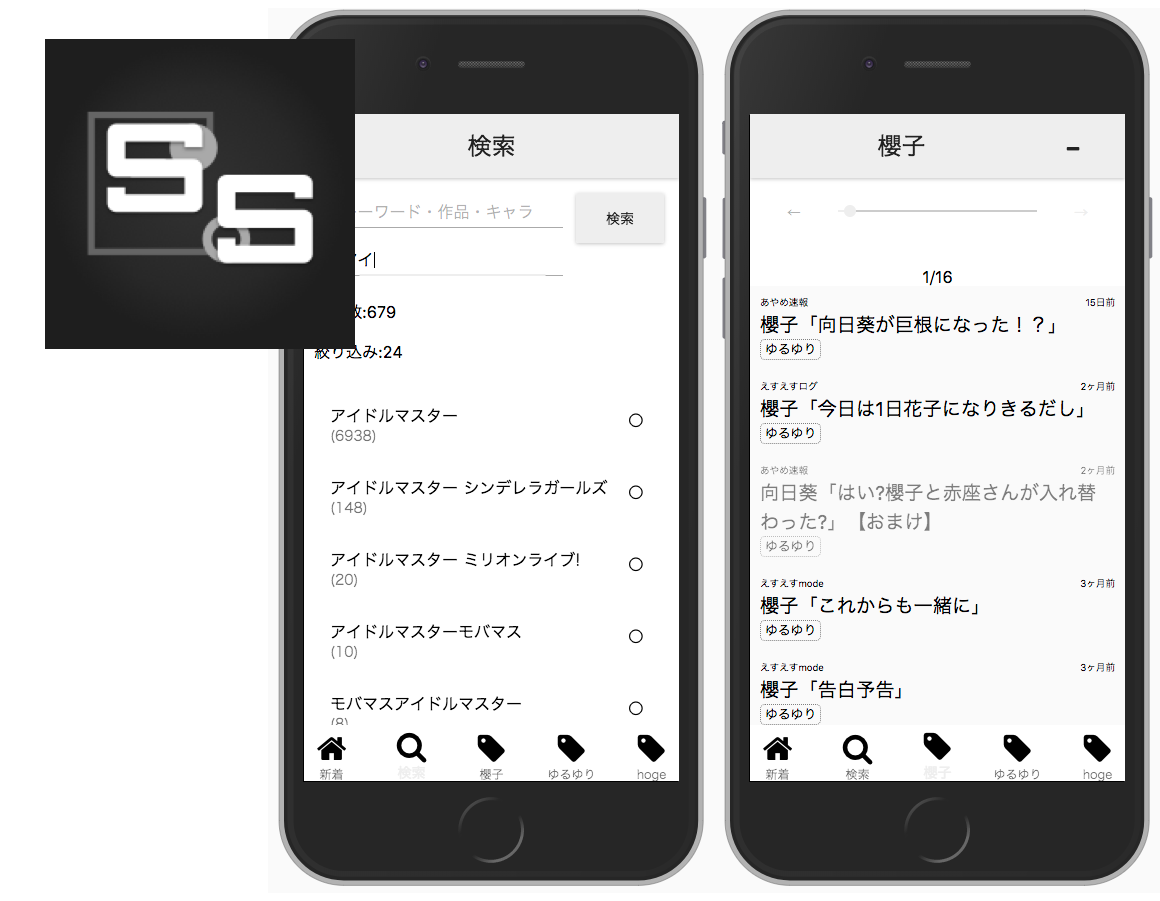 SS
検索
ーワード・作品・キャラ
検索
イ
数:679
絞り込み:24
アイドルマスター
(6938)
アイドルマスター シンデレラガールズ
(148)
アイドルマスター ミリオンライブ!
(20)
アイドルマスターモバマス
(10)
モバマスアイドルマスター
(8)
新着
検索
櫻子
ゆるゆり
hoge
櫻子
-
←
→
1/16
あやめ速報
15日前
櫻子「向日葵が巨根になった！？」
ゆるゆり
えすえすログ
2ヶ月前
櫻子「今日は1日花子になりきるだし」
ゆるゆり
あやめ速報
2ヶ月前
向日葵「はい?櫻子と赤座さんが入れ替
わった?」【おまけ】
ゆるゆり
えすえすmode
3ヶ月前
櫻子「これからも一緒に」
ゆるゆり
えすえすmode
3ヶ月前
櫻子「告白予告」
ゆるゆり
新着
検索
櫻子
ゆるゆり
hoge